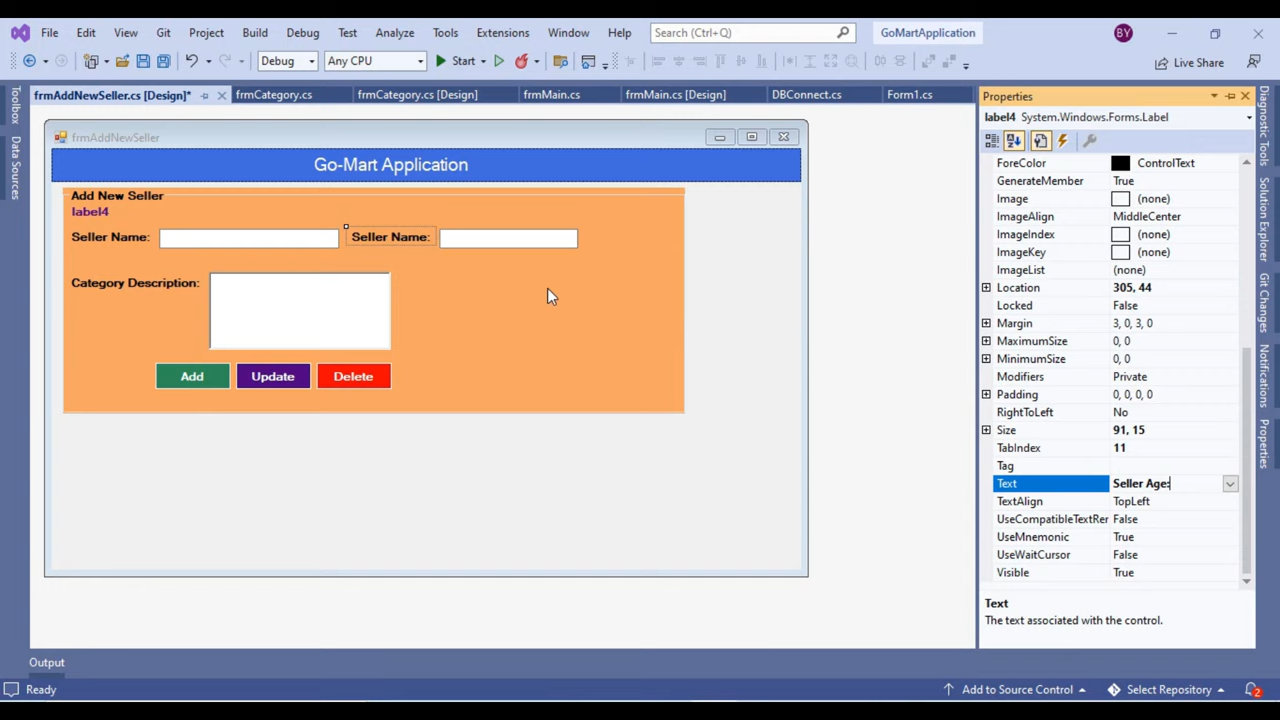 File Edit View Git Project Build Debug Test Analyze Tools Extensions Window Help Search (Ctrl+Q) GoMartApplication BY
Debug Any CPU Start Live Share
frmAddNewSeller.cs [Design]* frmCategory.cs frmCategory.cs [Design] frmMain.cs frmMain.cs [Design] DBConnect.cs Form1.cs
Toolbox
Data Sources
frmAddNewSeller
Go-Mart Application
Add New Seller
label4
Seller Name: Seller Name:
Category Description:
Add Update Delete
Properties
label4 System.Windows.Forms.Label
ForeColor ControlText
GenerateMember True
Image (none)
ImageAlign MiddleCenter
ImageIndex (none)
ImageKey (none)
ImageList (none)
Location 305, 44
Locked False
Margin 3, 0, 3, 0
MaximumSize 0, 0
MinimumSize 0, 0
Modifiers Private
Padding 0, 0, 0, 0
RightToLeft No
Size 91, 15
TabIndex 11
Tag
Text Seller Age:
TextAlign TopLeft
UseCompatibleTextRer False
UseMnemonic True
UseWaitCursor False
Visible True
Text
The text associated with the control.
Diagnostic Tools
Solution Explorer
Git Changes
Notifications
Properties
Output
Ready Add to Source Control Select Repository 2